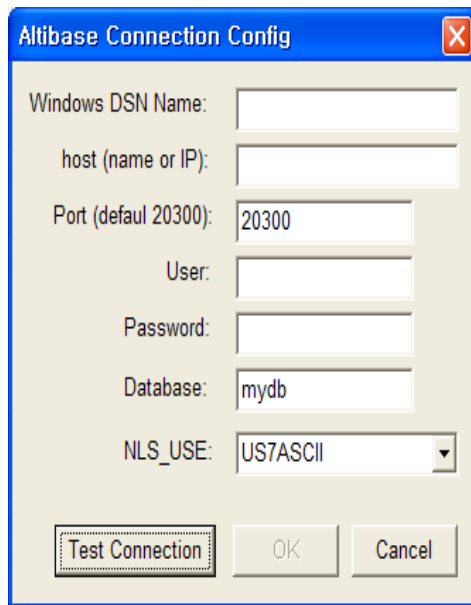 Altibase Connection Config
Windows DSN Name:
host (name or IP):
Port (defaul 20300): 20300
User:
Password:
Database: mydb
NLS_USE: US7ASCII
Test Connection OK Cancel